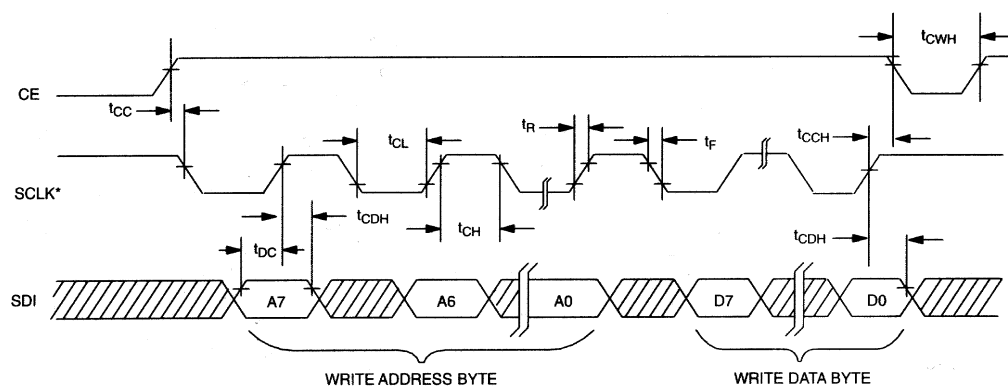 tCWH
CE
tCC
tCL
tR
tF
tCCH
SCLK*
tCDH
tCH
tCDH
tDC
SDI
A7
A6
A0
D7
D0
WRITE ADDRESS BYTE
WRITE DATA BYTE